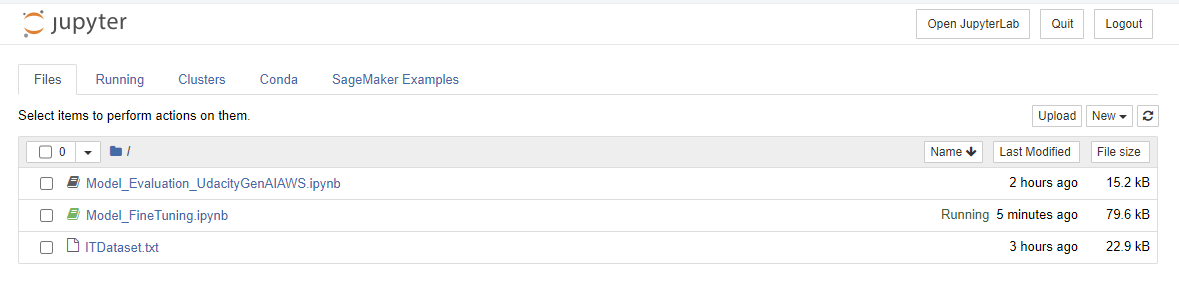 jupyter
Open JupyterLab Quit Logout
Files Running Clusters Conda SageMaker Examples
Select items to perform actions on them.
Upload New
0 / Name Last Modified File size
Model_Evaluation_UdacityGenAIAWS.ipynb 2 hours ago 15.2 kB
Model_FineTuning.ipynb Running 5 minutes ago 79.6 kB
ITDataset.txt 3 hours ago 22.9 kB